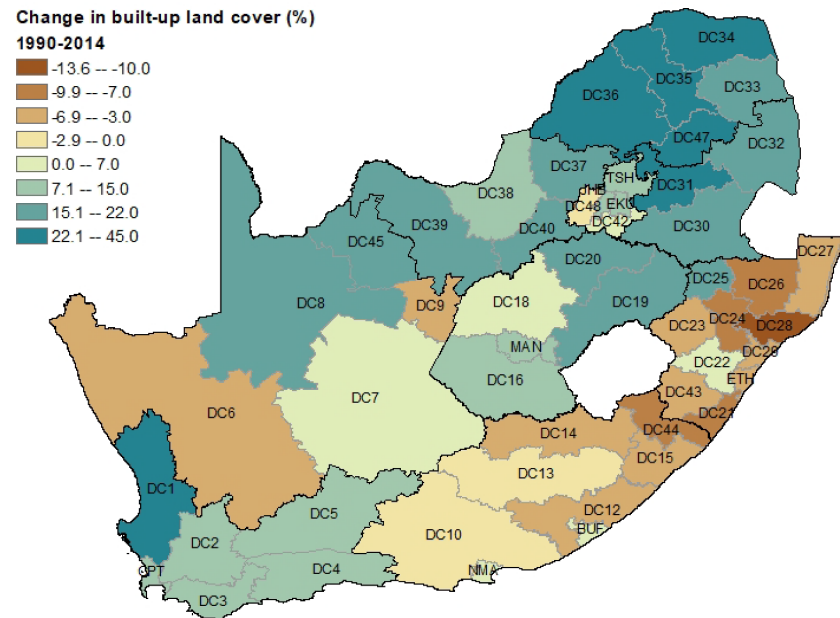 Change in built-up land cover (%)
1990-2014
-13.6 -- -10.0
-9.9 -- -7.0
-6.9 -- -3.0
-2.9 -- 0.0
0.0 -- 7.0
7.1 -- 15.0
15.1 -- 22.0
22.1 -- 45.0
DC34
DC35
DC36
DC33
DC47
DC32
DC37
TSH
DC31
JHB
DC38
DC48
EKU
DC42
DC39
DC40
DC30
DC45
DC20
DC27
DC25
DC26
DC8
DC9
DC18
DC19
DC24
DC28
DC23
MAN
DC29
DC22
DC16
ETH
DC7
DC43
DC6
DC21
DC44
DC14
DC15
DC13
DC1
DC5
DC12
BUF
DC10
DC2
CPT
DC4
NMA
DC3